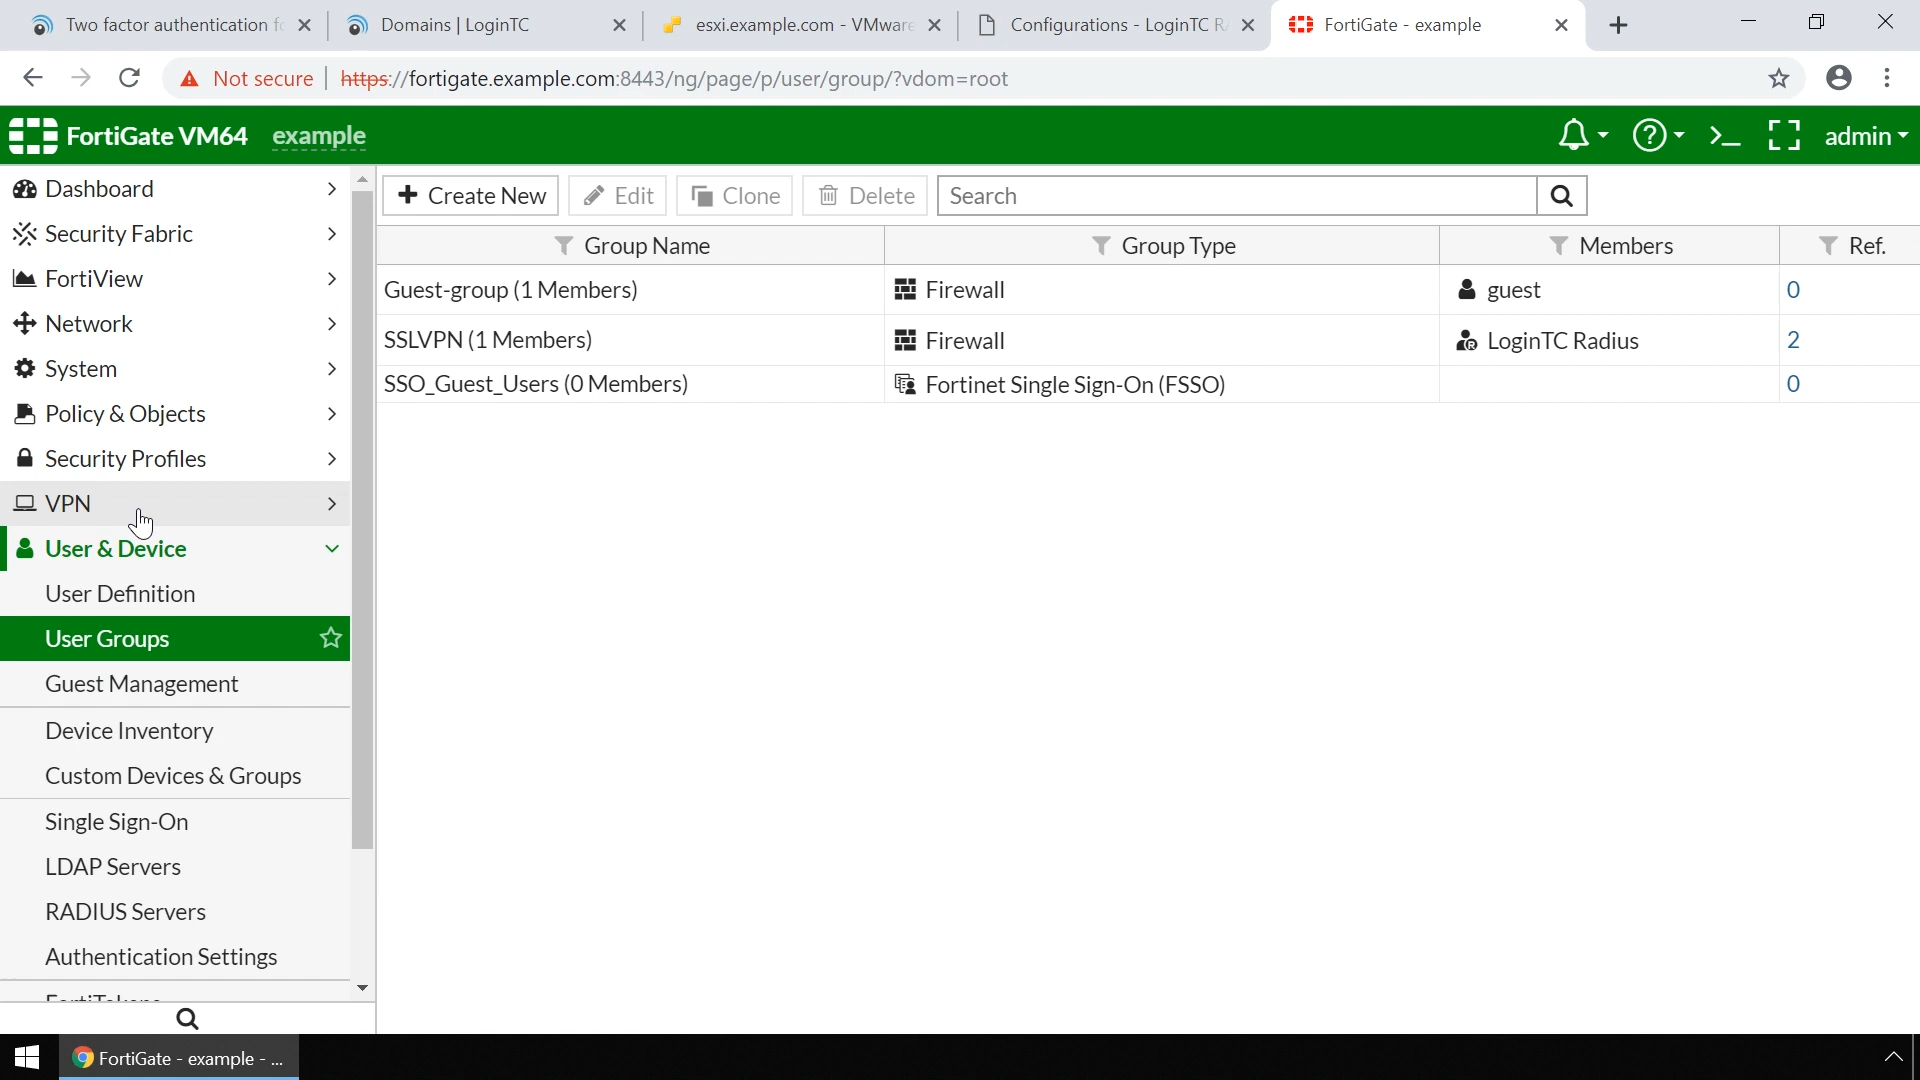 Two factor authentication f
Domains | LoginTC
esxi.example.com - VMware
Configurations - LoginTC R
FortiGate - example
Not secure
https://fortigate.example.com:8443/ng/page/p/user/group/?vdom=root
FortiGate VM64
example
admin
Dashboard
Security Fabric
FortiView
Network
System
Policy & Objects
Security Profiles
VPN
User & Device
User Definition
User Groups
Guest Management
Device Inventory
Custom Devices & Groups
Single Sign-On
LDAP Servers
RADIUS Servers
Authentication Settings
FortiTokens
+ Create New
Edit
Clone
Delete
Search
Group Name Group Type Members Ref.
Guest-group (1 Members) Firewall guest 0
SSLVPN (1 Members) Firewall LoginTC Radius 2
SSO_Guest_Users (0 Members) Fortinet Single Sign-On (FSSO) 0
FortiGate - example - ...